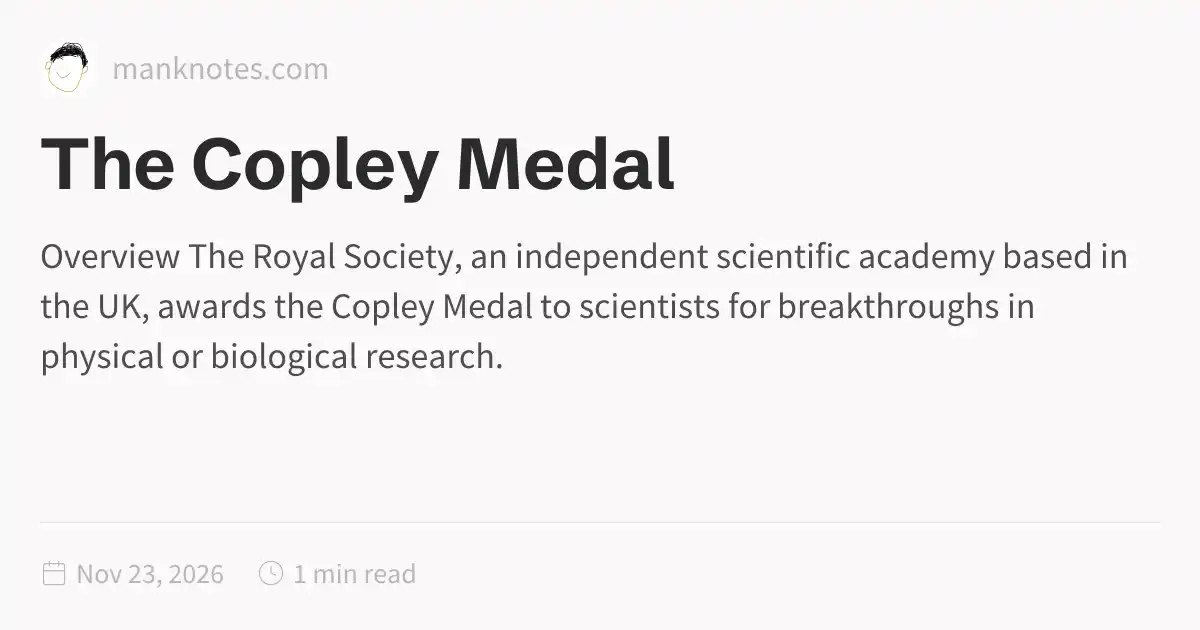 manknotes.com
The Copley Medal
Overview The Royal Society, an independent scientific academy based in
the UK, awards the Copley Medal to scientists for breakthroughs in
physical or biological research.
Nov 23, 2026 1 min read